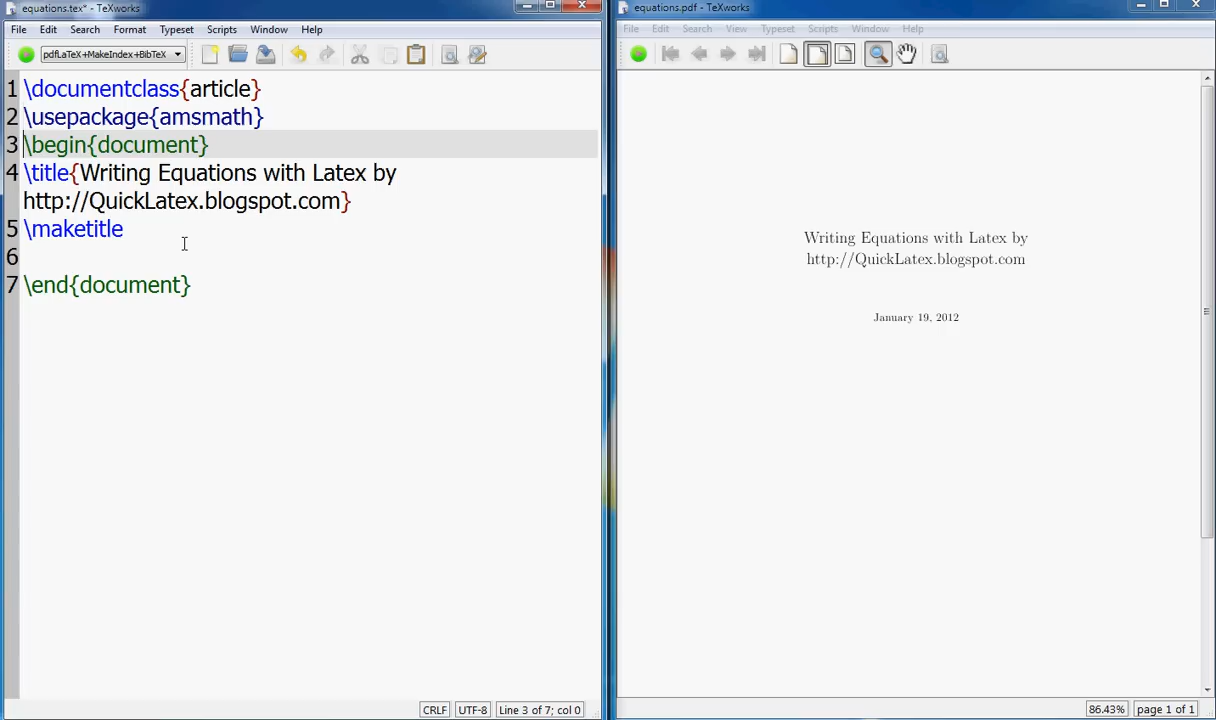 equations.tex* - TeXworks
File Edit Search Format Typeset Scripts Window Help
pdfLaTeX+MakeIndex+BibTeX
1 \documentclass{article}
2 \usepackage{amsmath}
3 \begin{document}
4 \title{Writing Equations with Latex by
http://QuickLatex.blogspot.com}
5 \maketitle
6
7 \end{document}
CRLF UTF-8 Line 3 of 7; col 0
equations.pdf - TeXworks
File Edit Search View Typeset Scripts Window Help
Writing Equations with Latex by
http://QuickLatex.blogspot.com
January 19, 2012
86.43% page 1 of 1